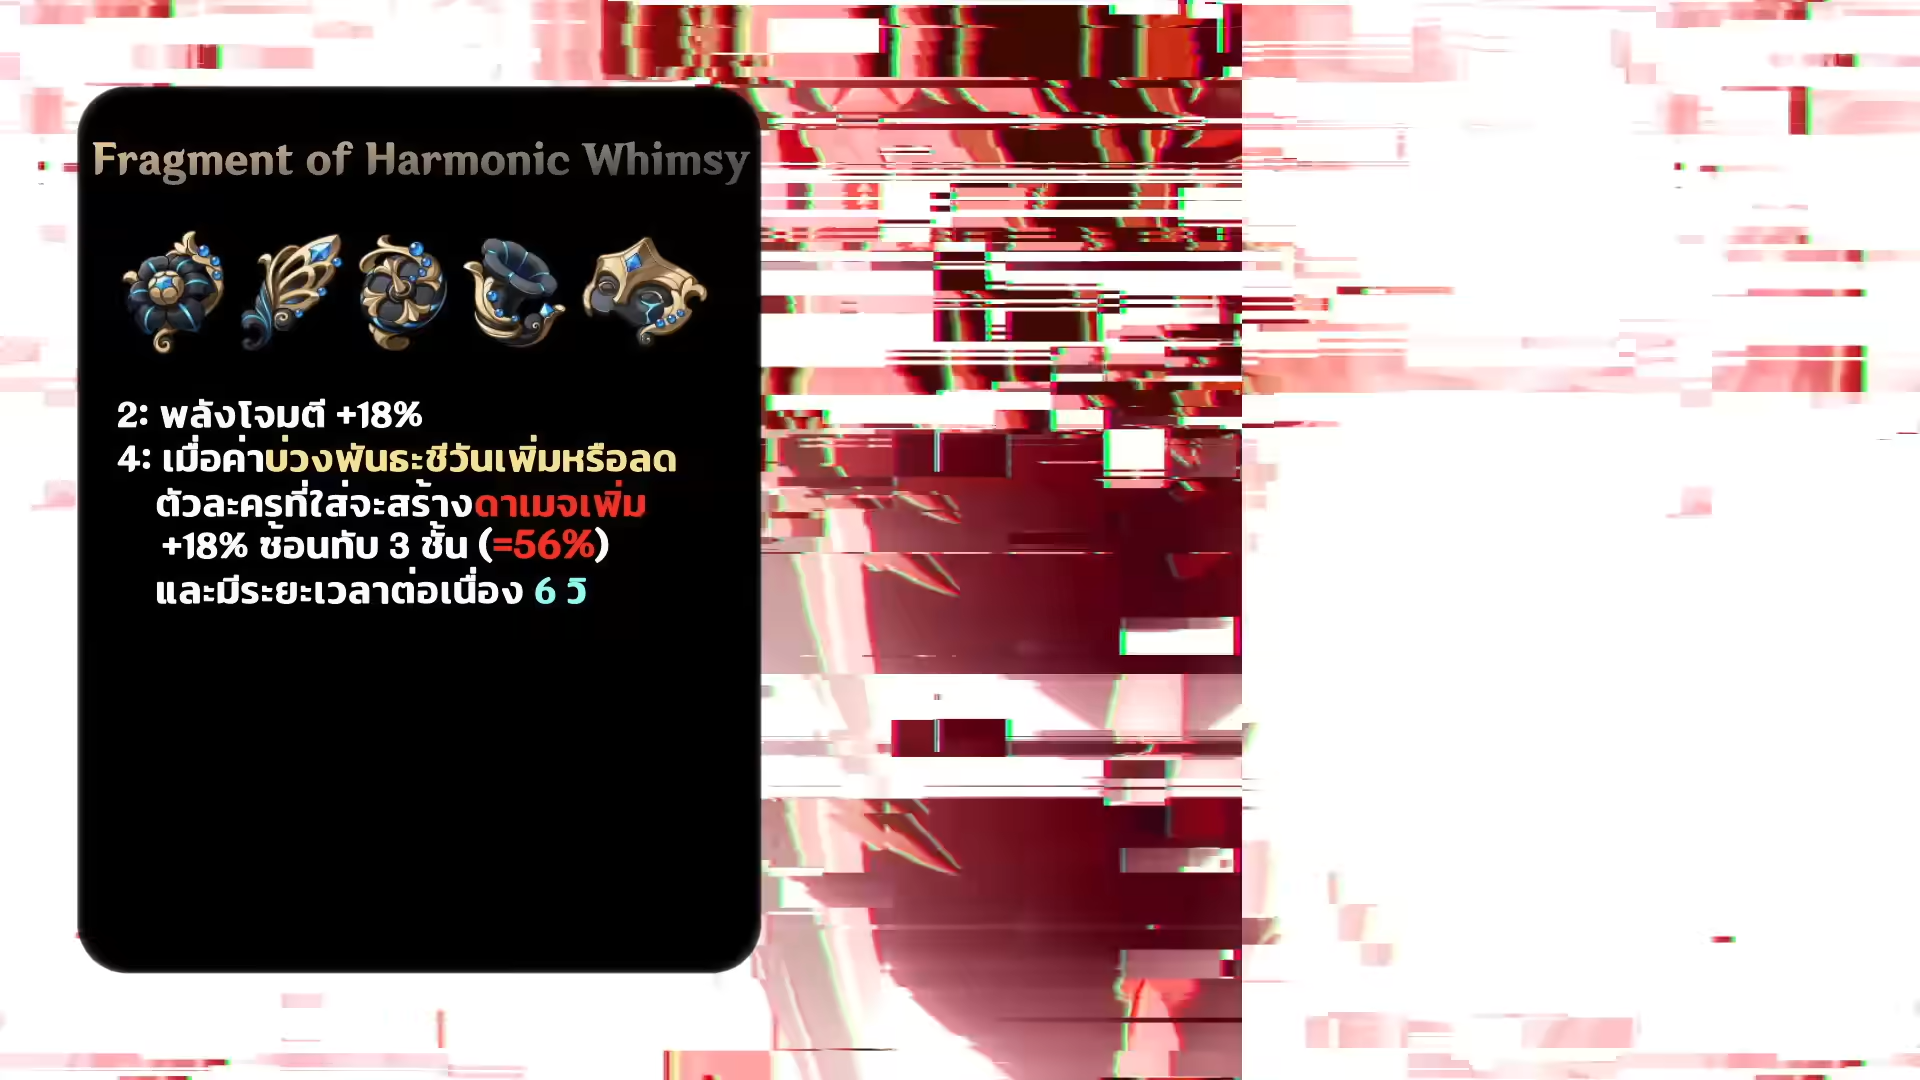 Fragment of Harmonic Whimsy
2: พลังโจมตี +18%
4: เมื่อค่าบ่วงพันธะชีวันเพิ่มหรือลด
ตัวละครที่ใส่จะสร้างดาเมจเพิ่ม
+18% ซ้อนทับ 3 ชั้น (=56%)
และมีระยะเวลาต่อเนื่อง 6 วิ